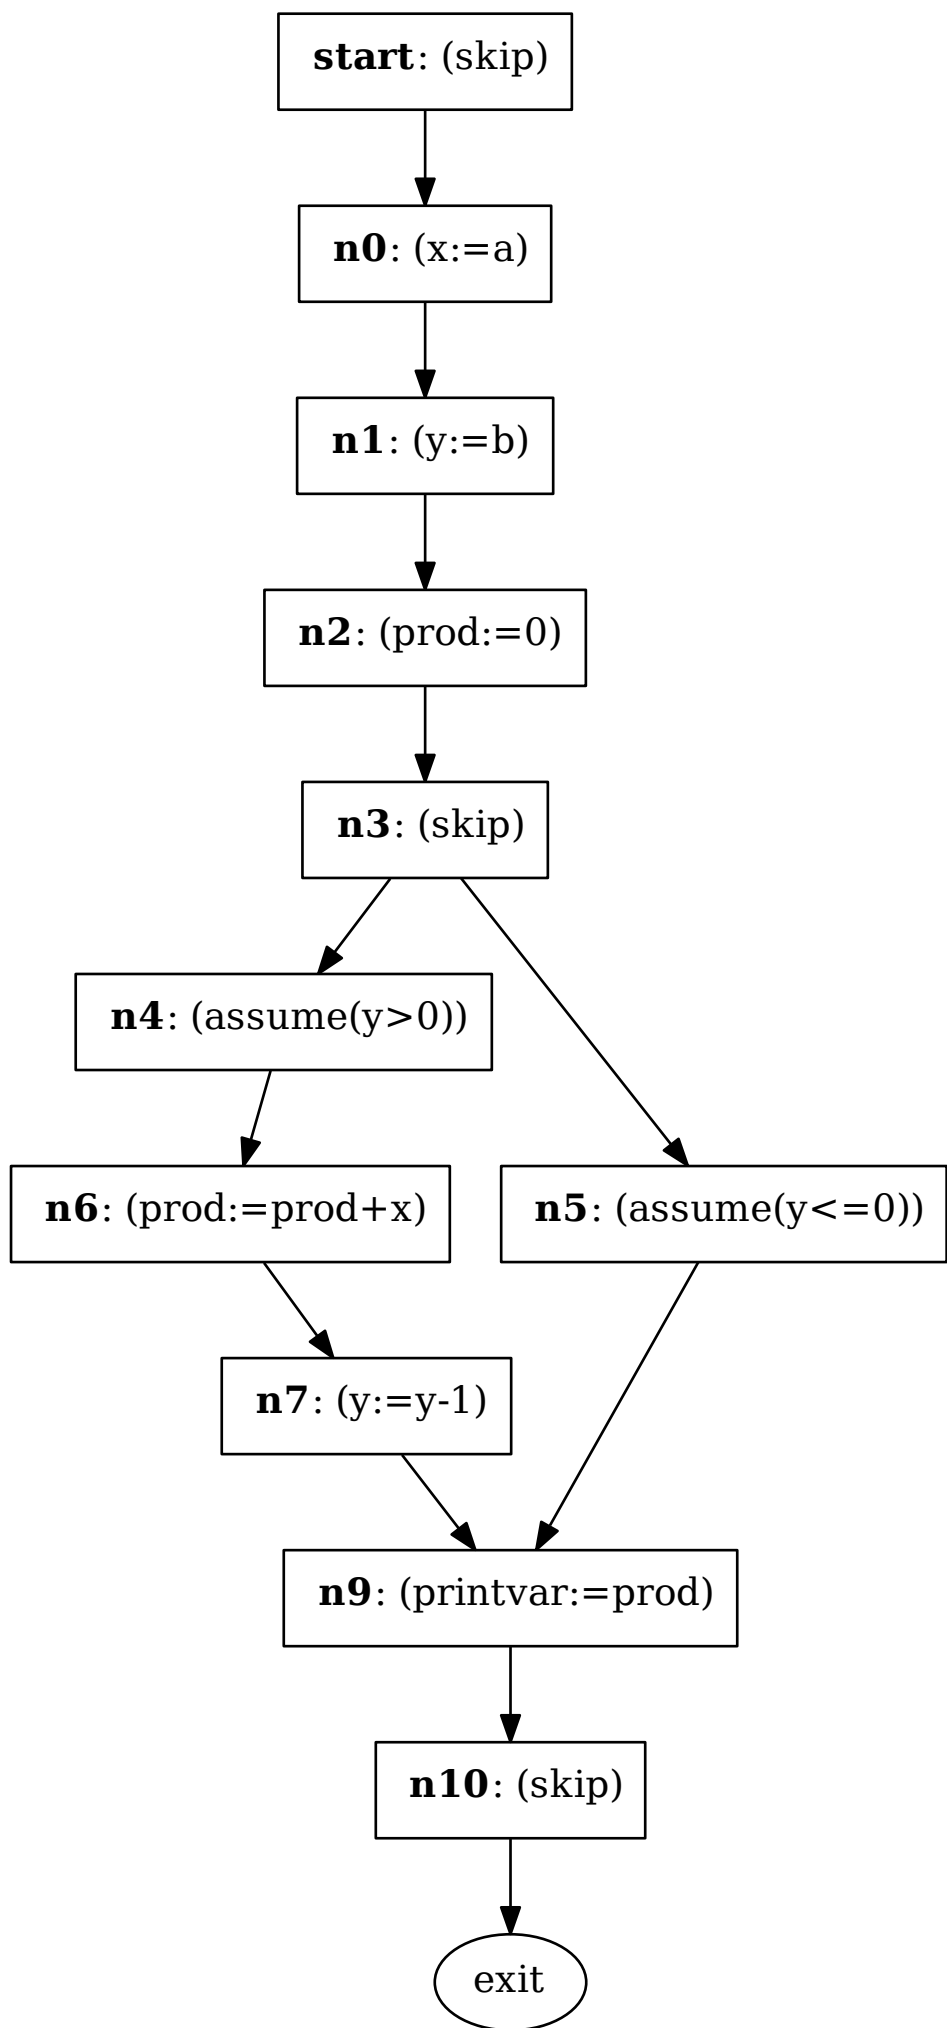 start: (skip)
n0: (x:=a)
n1: (y:=b)
n2: (prod:=0)
n3: (skip)
n4: (assume(y>0))
n6: (prod:=prod+x)
n5: (assume(y<=0))
n7: (y:=y-1)
n9: (printvar:=prod)
n10: (skip)
exit